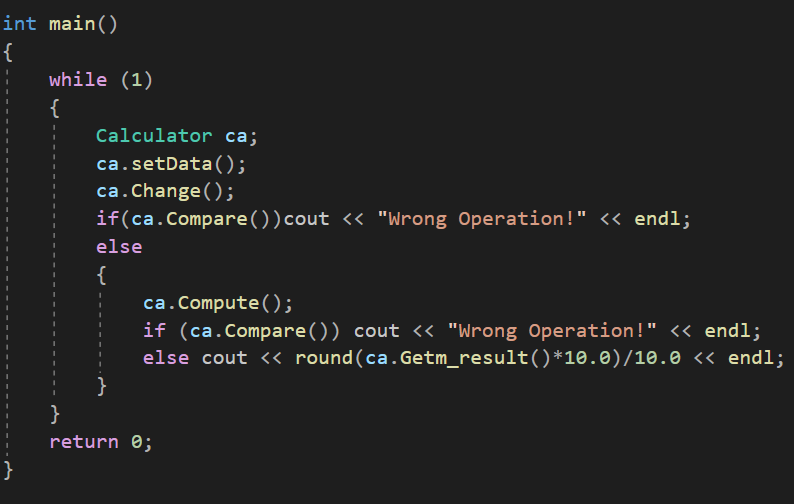 int main()
{
    while (1)
    {
        Calculator ca;
        ca.setData();
        ca.Change();
        if(ca.Compare())cout << "Wrong Operation!" << endl;
        else
        {
            ca.Compute();
            if (ca.Compare()) cout << "Wrong Operation!" << endl;
            else cout << round(ca.Getm_result()*10.0)/10.0 << endl;
        }
    }
    return 0;
}